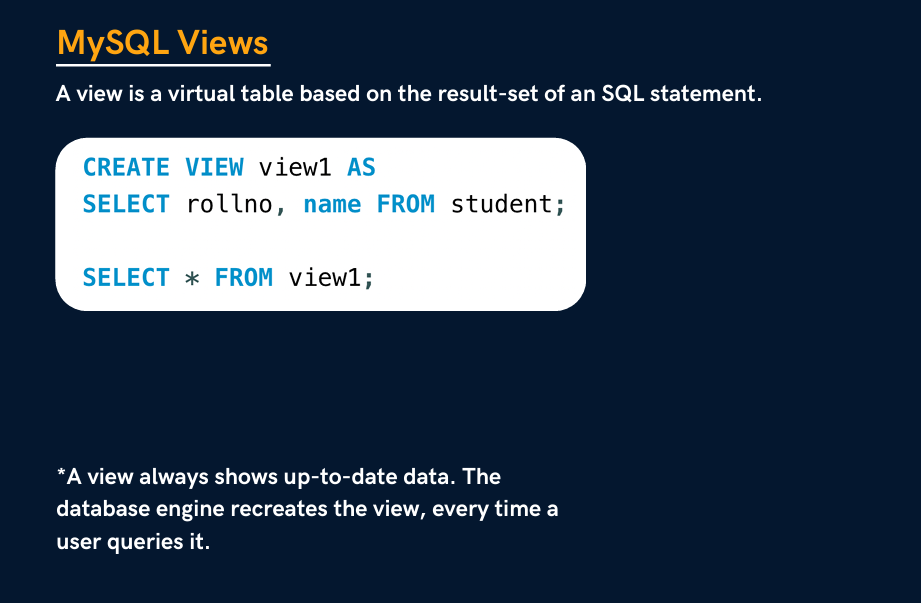 MySQL Views
A view is a virtual table based on the result-set of an SQL statement.
CREATE VIEW view1 AS
SELECT rollno, name FROM student;
SELECT * FROM view1;
*A view always shows up-to-date data. The
database engine recreates the view, every time a
user queries it.